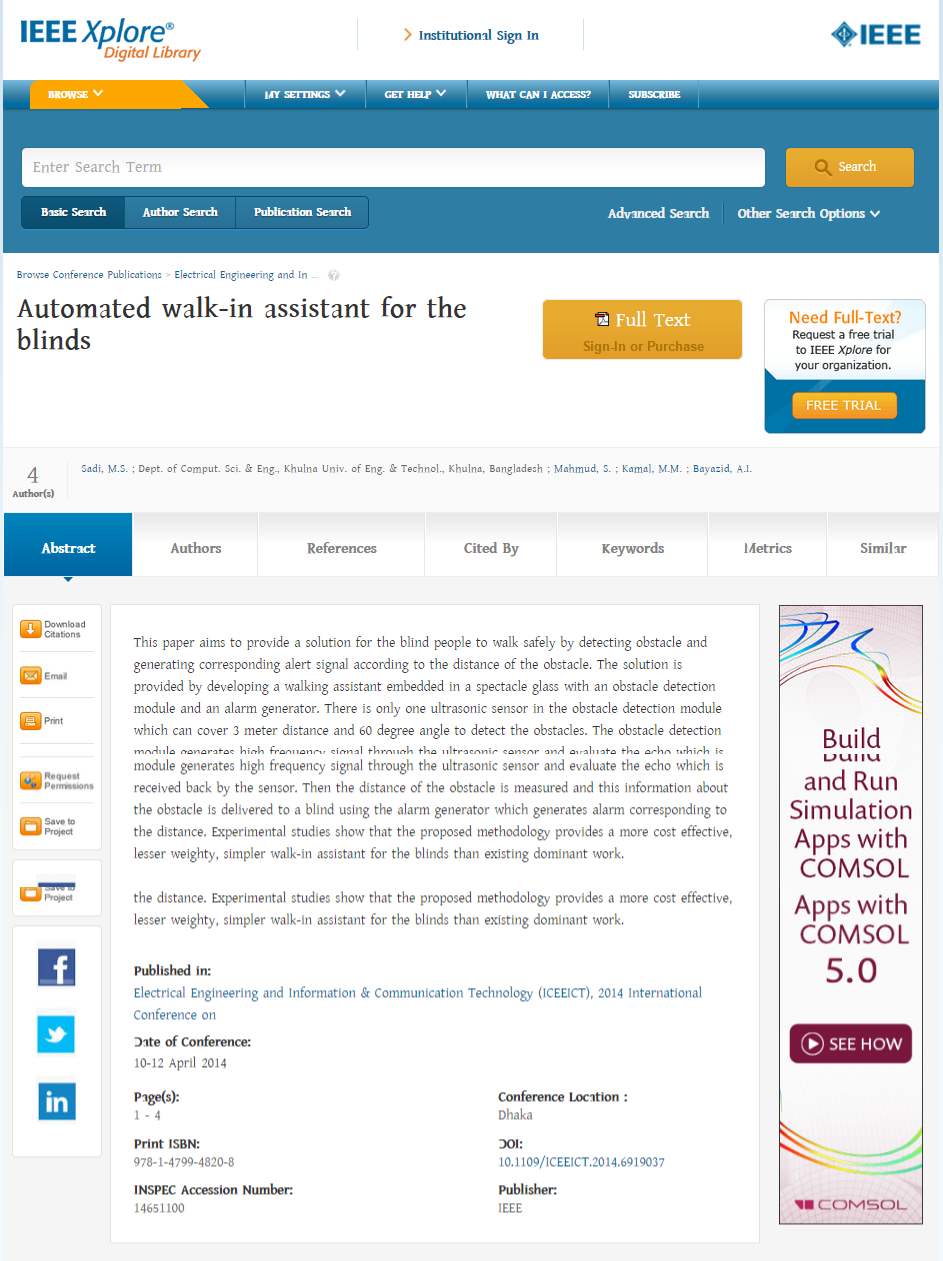 IEEE Xplore®
Digital Library
Institutional Sign In
IEEE
BROWSE
MY SETTINGS
GET HELP
WHAT CAN I ACCESS?
SUBSCRIBE
Enter Search Term
Search
Basic Search
Author Search
Publication Search
Advanced Search
Other Search Options
Browse Conference Publications > Electrical Engineering and In ... ?
Automated walk-in assistant for the
blinds
Full Text
Sign-In or Purchase
Need Full-Text?
Request a free trial
to IEEE Xplore for
your organization.
FREE TRIAL
4
Author(s)
Sadi, M.S. ; Dept. of Comput. Sci. & Eng., Khulna Univ. of Eng. & Technol., Khulna, Bangladesh ; Mahmud, S. ; Kamal, M.M. ; Bayazid, A.I.
Abstract
Authors
References
Cited By
Keywords
Metrics
Similar
Download
Citations
Email
Print
Request
Permissions
Save to
Project
Save to
Project
This paper aims to provide a solution for the blind people to walk safely by detecting obstacle and
generating corresponding alert signal according to the distance of the obstacle. The solution is
provided by developing a walking assistant embedded in a spectacle glass with an obstacle detection
module and an alarm generator. There is only one ultrasonic sensor in the obstacle detection module
which can cover 3 meter distance and 60 degree angle to detect the obstacles. The obstacle detection
module generates high frequency signal through the ultrasonic sensor and evaluate the echo which is
module generates high frequency signal through the ultrasonic sensor and evaluate the echo which is
received back by the sensor. Then the distance of the obstacle is measured and this information about
the obstacle is delivered to a blind using the alarm generator which generates alarm corresponding to
the distance. Experimental studies show that the proposed methodology provides a more cost effective,
lesser weighty, simpler walk-in assistant for the blinds than existing dominant work.
the distance. Experimental studies show that the proposed methodology provides a more cost effective,
lesser weighty, simpler walk-in assistant for the blinds than existing dominant work.
Published in:
Electrical Engineering and Information & Communication Technology (ICEEICT), 2014 International
Conference on
Date of Conference:
10-12 April 2014
Page(s):
1 - 4
Conference Location :
Dhaka
Print ISBN:
978-1-4799-4820-8
DOI:
10.1109/ICEEICT.2014.6919037
INSPEC Accession Number:
14651100
Publisher:
IEEE
f
in
Build
Build
and Run
Simulation
Apps with
COMSOL
Apps with
COMSOL
5.0
SEE HOW
COMSOL